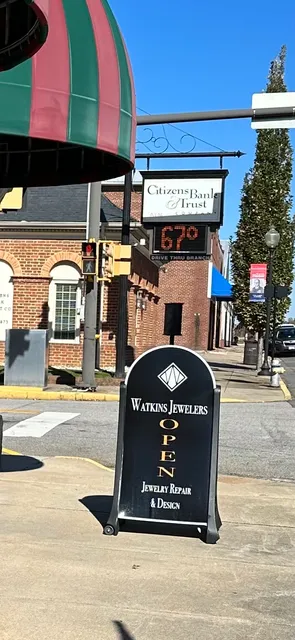 Citizens Bank
& Trust
67°
DRIVE THRU BRANCH
WATKINS JEWELERS
OPEN
JEWELRY REPAIR
& DESIGN